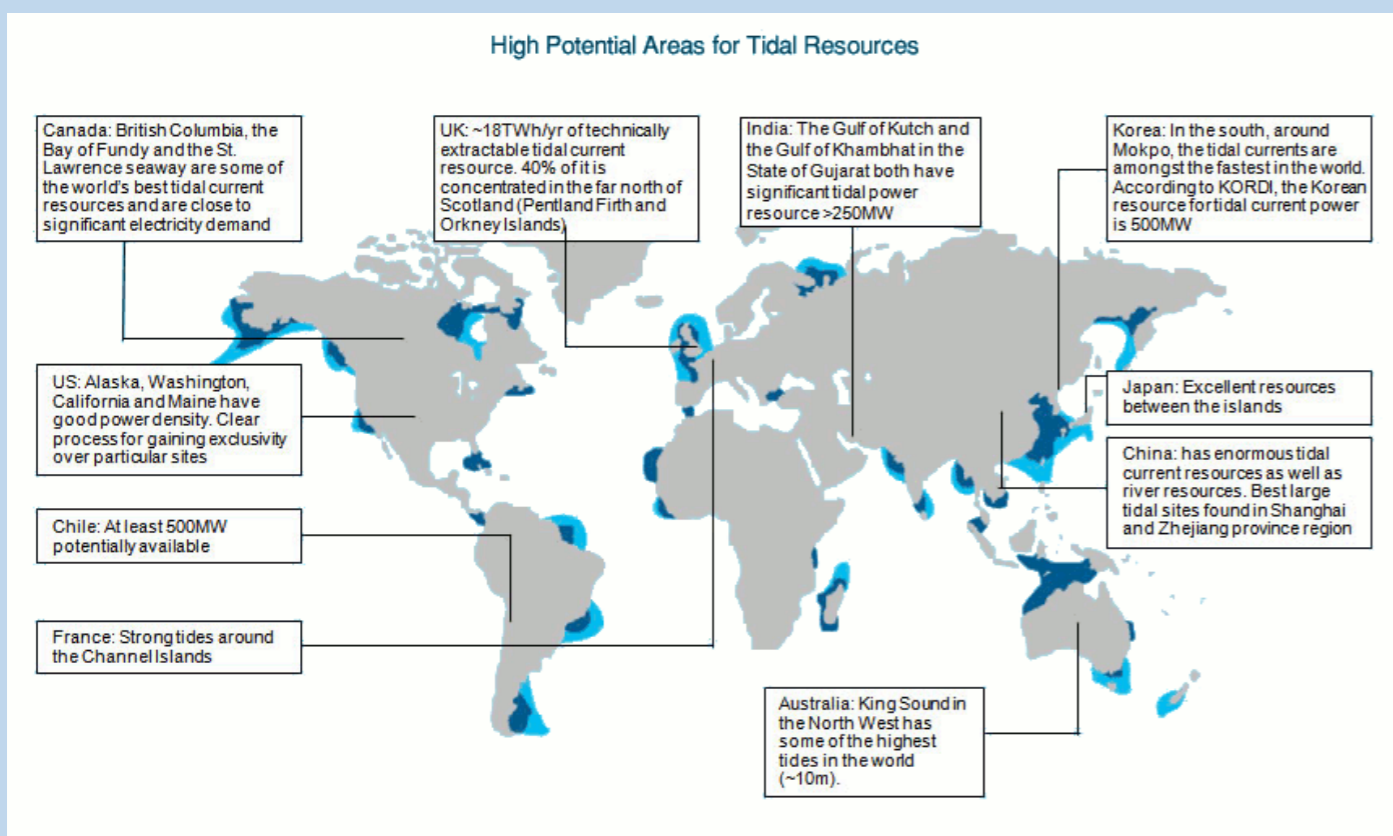 High Potential Areas for Tidal Resources
Canada: British Columbia, the
Bay of Fundy and the St.
Lawrence seaway are some of
the world's best tidal current
resources and are close to
significant electricity demand
UK: ~18TWh/yr of technically
extractable tidal current
resource. 40% of it is
concentrated in the far north of
Scotland (Pentland Firth and
Orkney Islands)
India: The Gulf of Kutch and
the Gulf of Khambhat in the
State of Gujarat both have
significant tidal power
resource >250MW
Korea: In the south, around
Mokpo, the tidal currents are
amongst the fastest in the world.
According to KORDI, the Korean
resource for tidal current power
is 500MW
US: Alaska, Washington,
California and Maine have
good power density. Clear
process for gaining exclusivity
over particular sites
Japan: Excellent resources
between the islands
China: has enormous tidal
current resources as well as
river resources. Best large
tidal sites found in Shanghai
and Zhejiang province region
Chile: At least 500MW
potentially available
France: Strong tides around
the Channel Islands
Australia: King Sound in
the North West has
some of the highest
tides in the world
(~10m).